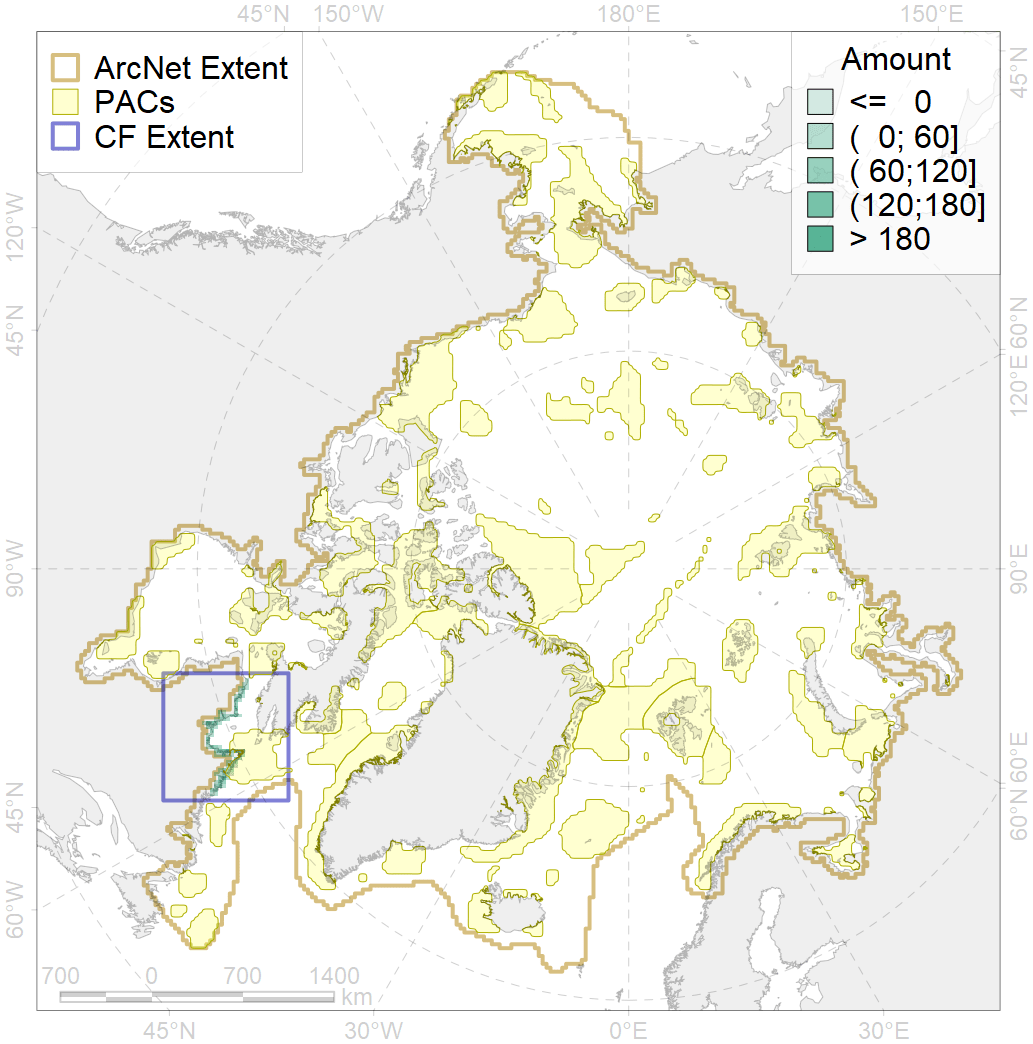 45°N 150°W 180°E 150°E
ArcNet Extent
PACs
CF Extent
Amount
<= 0
( 0; 60]
( 60;120]
(120;180]
> 180
45°N
120°W
45°N
90°W
45°N
60°W
60°N
120°E
90°E
60°E
60°N
700 0 700 1400
km
45°N 30°W 0°E 30°E